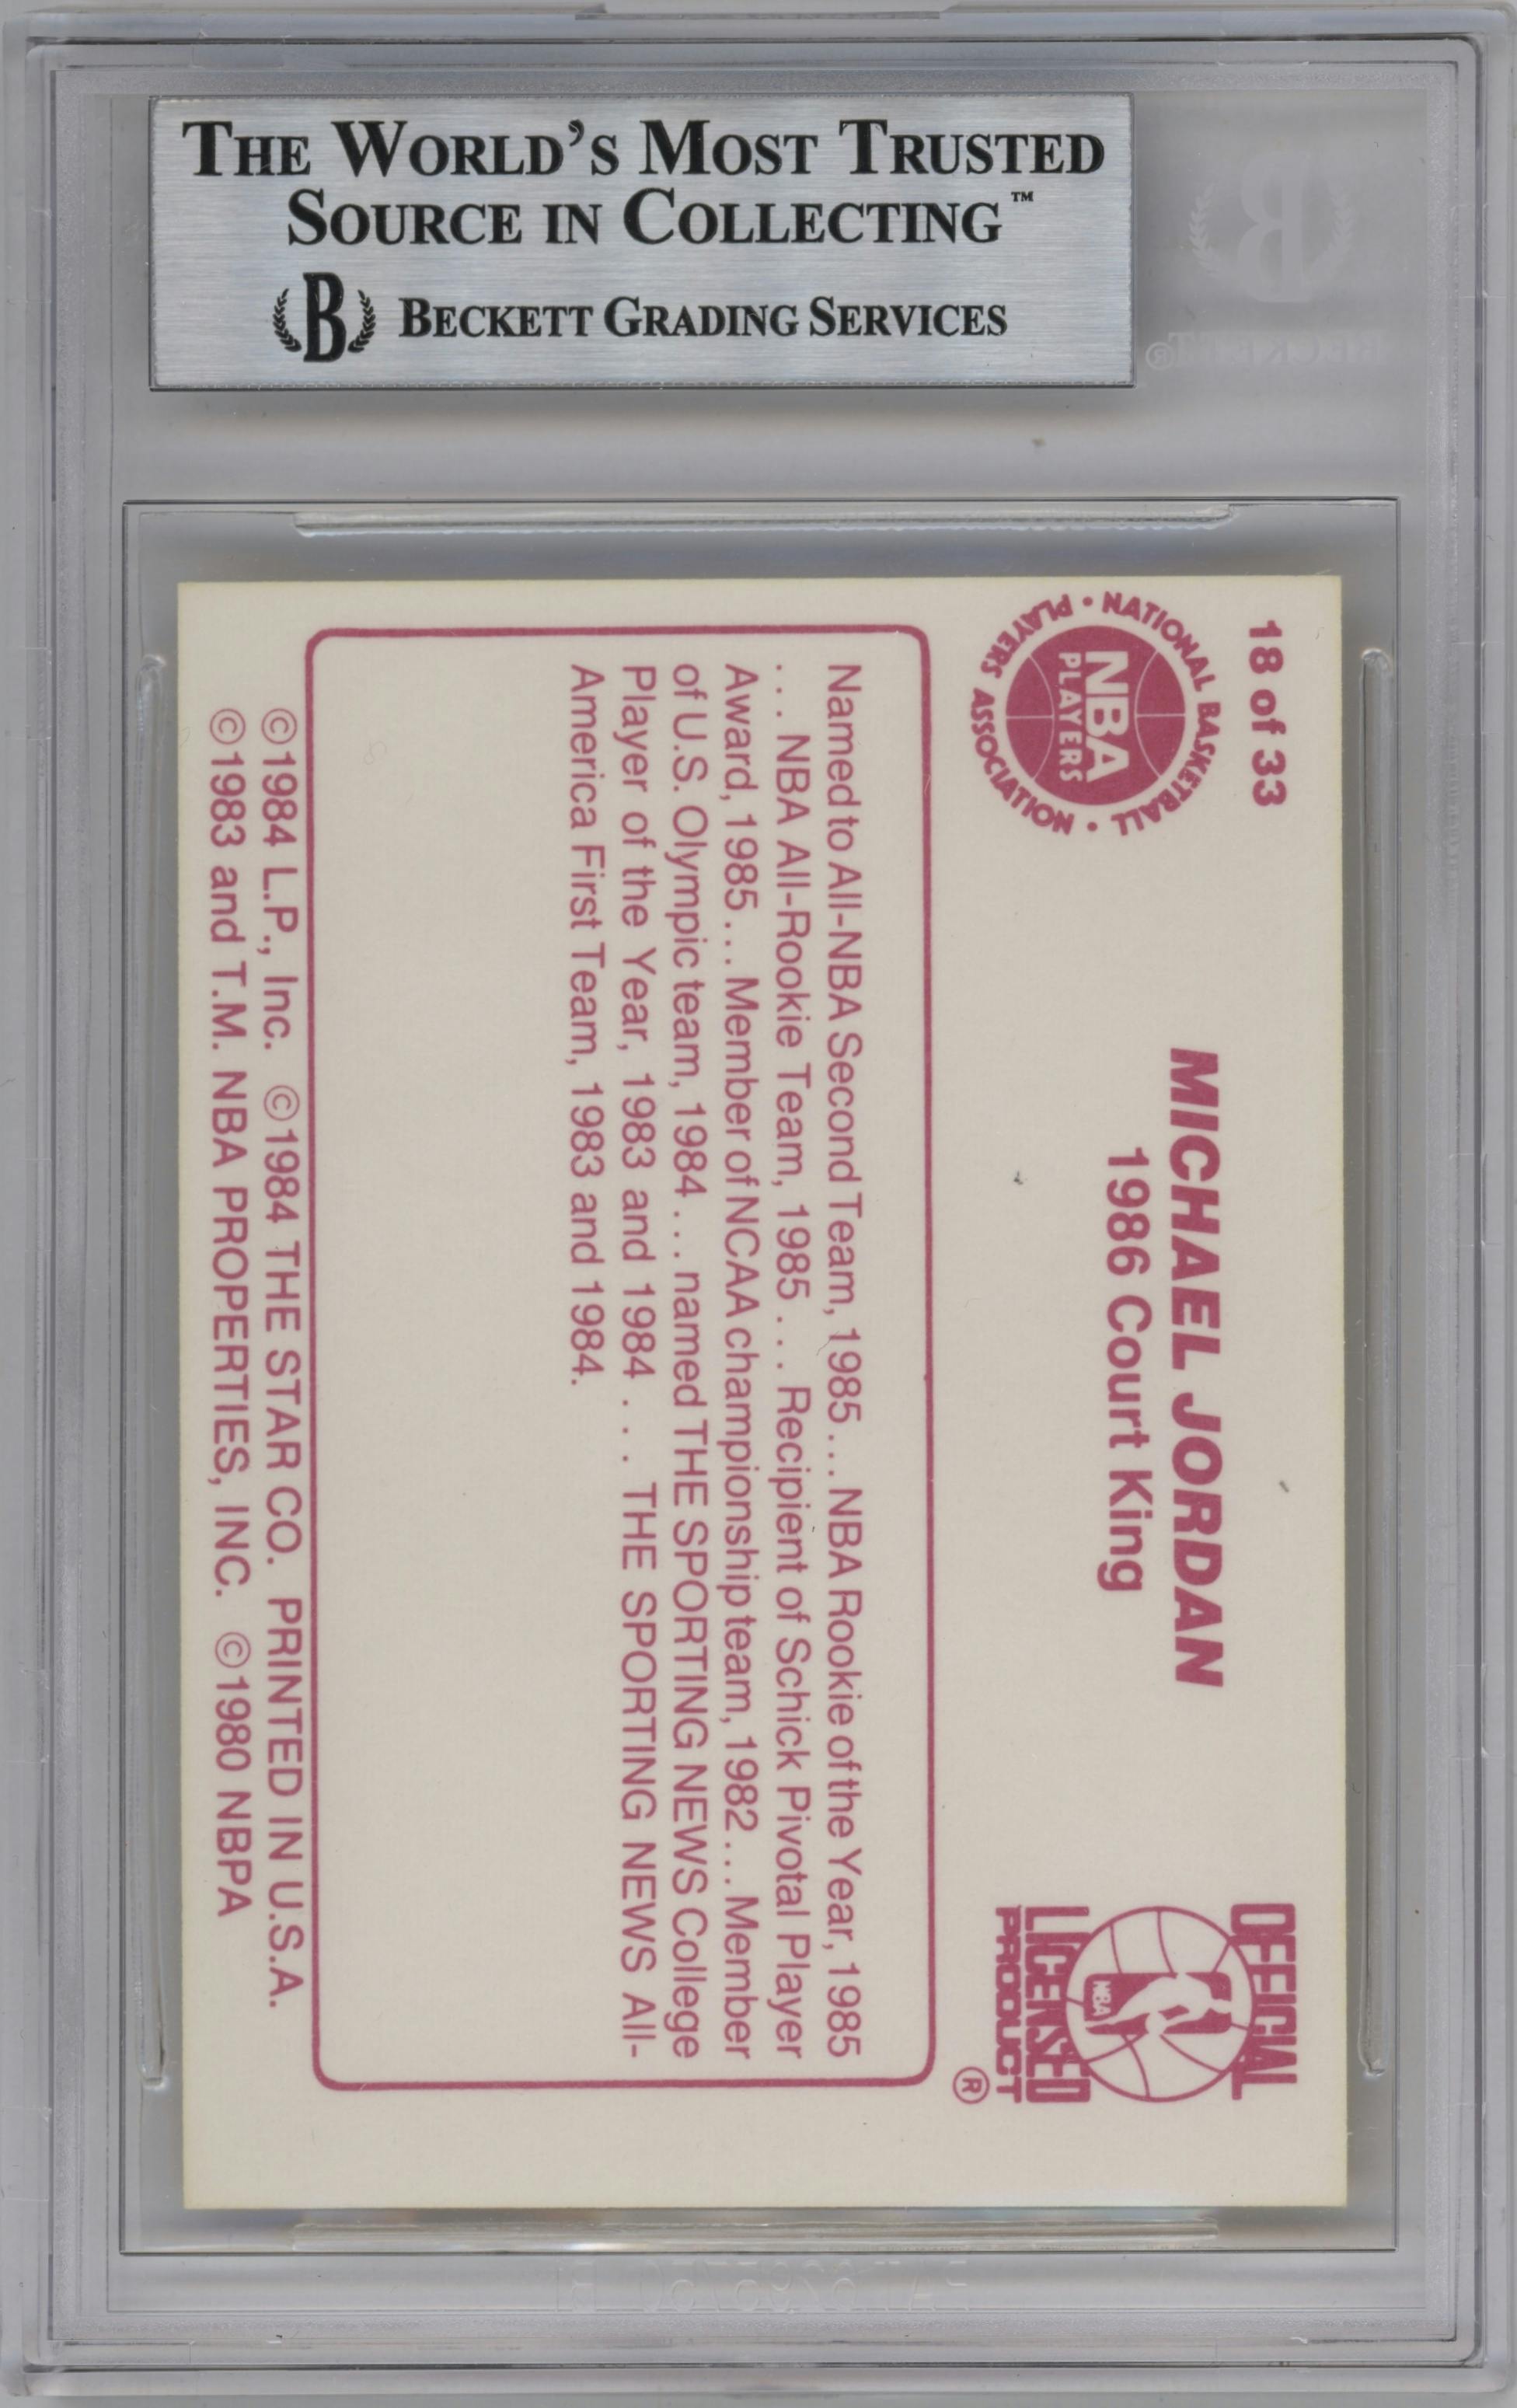 THE WORLD'S MOST TRUSTED
SOURCE IN COLLECTING™
B BECKETT GRADING SERVICES
BECKETT®
18 of 33
NATIONAL BASKETBALL • PLAYERS ASSOCIATION •
NBA
PLAYERS
MICHAEL JORDAN
1986 Court King
OFFICIAL
NBA
LICENSED
PRODUCT
®
Named to All-NBA Second Team, 1985 . . . NBA Rookie of the Year, 1985
. . . NBA All-Rookie Team, 1985 . . . Recipient of Schick Pivotal Player
Award, 1985 . . . Member of NCAA championship team, 1982 . . . Member
of U.S. Olympic team, 1984 . . . named THE SPORTING NEWS College
Player of the Year, 1983 and 1984 . . . THE SPORTING NEWS All-
America First Team, 1983 and 1984.
©1984 L.P., Inc. ©1984 THE STAR CO. PRINTED IN U.S.A.
©1983 and T.M. NBA PROPERTIES, INC. ©1980 NBPA